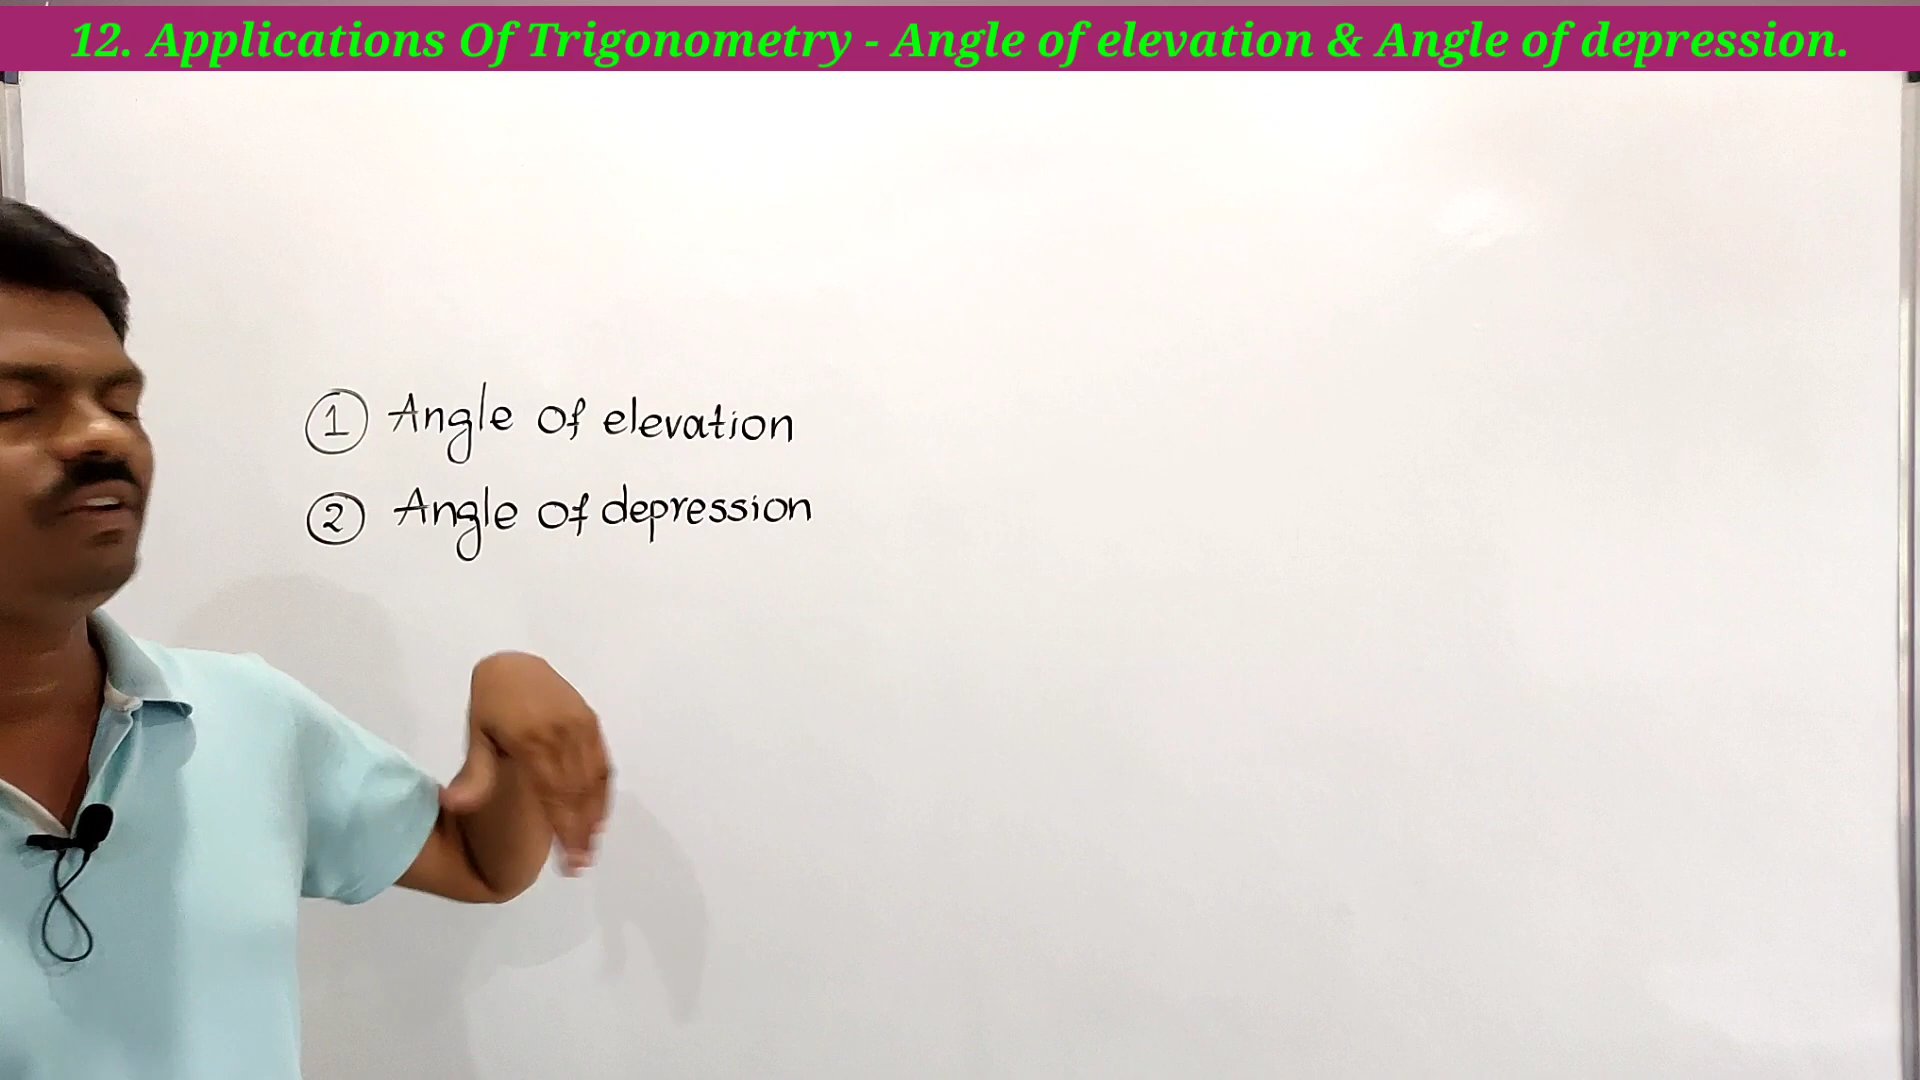 12. Applications Of Trigonometry - Angle of elevation & Angle of depression.
① Angle of elevation
② Angle of depression